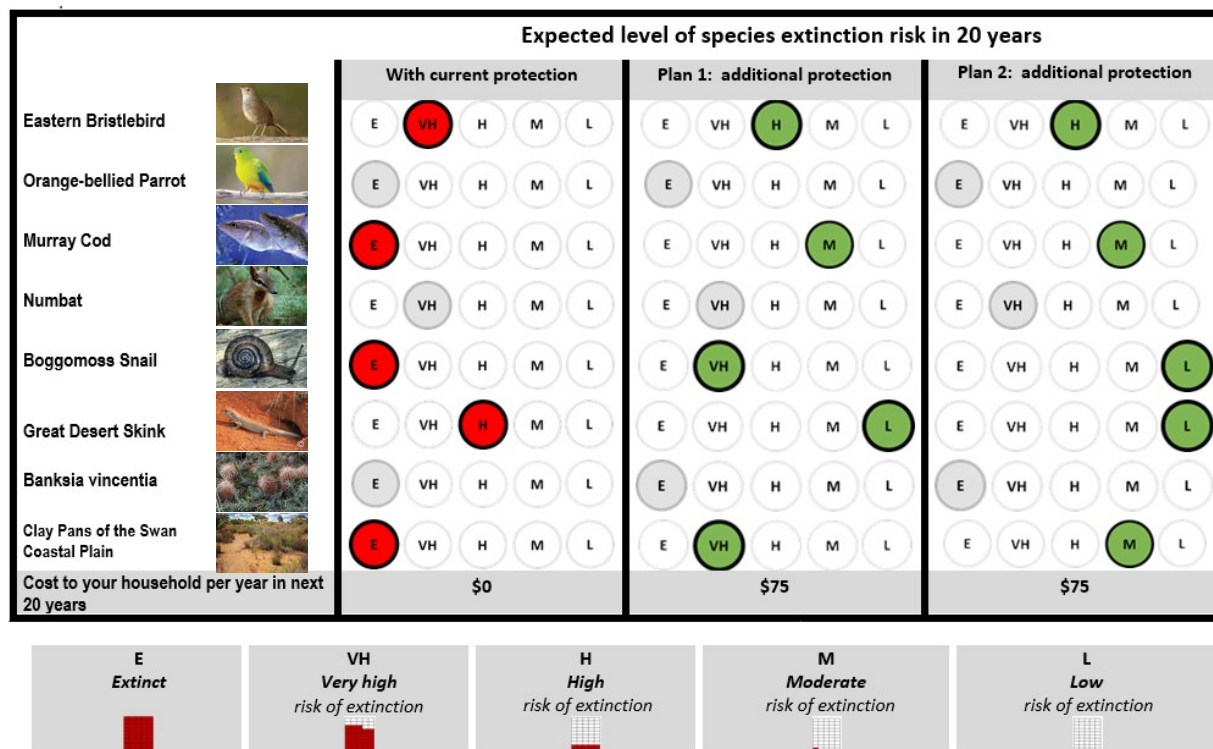 Expected level of species extinction risk in 20 years
With current protection
Plan 1: additional protection
Plan 2: additional protection
Eastern Bristlebird
E VH H M L
E VH H M L
E VH H M L
Orange-bellied Parrot
E VH H M L
E VH H M L
E VH H M L
Murray Cod
E VH H M L
E VH H M L
E VH H M L
Numbat
E VH H M L
E VH H M L
E VH H M L
Boggomoss Snail
E VH H M L
E VH H M L
E VH H M L
Great Desert Skink
E VH H M L
E VH H M L
E VH H M L
Banksia vincentia
E VH H M L
E VH H M L
E VH H M L
Clay Pans of the Swan
Coastal Plain
E VH H M L
E VH H M L
E VH H M L
Cost to your household per year in next
20 years
$0
$75
$75
E
Extinct
VH
Very high
risk of extinction
H
High
risk of extinction
M
Moderate
risk of extinction
L
Low
risk of extinction